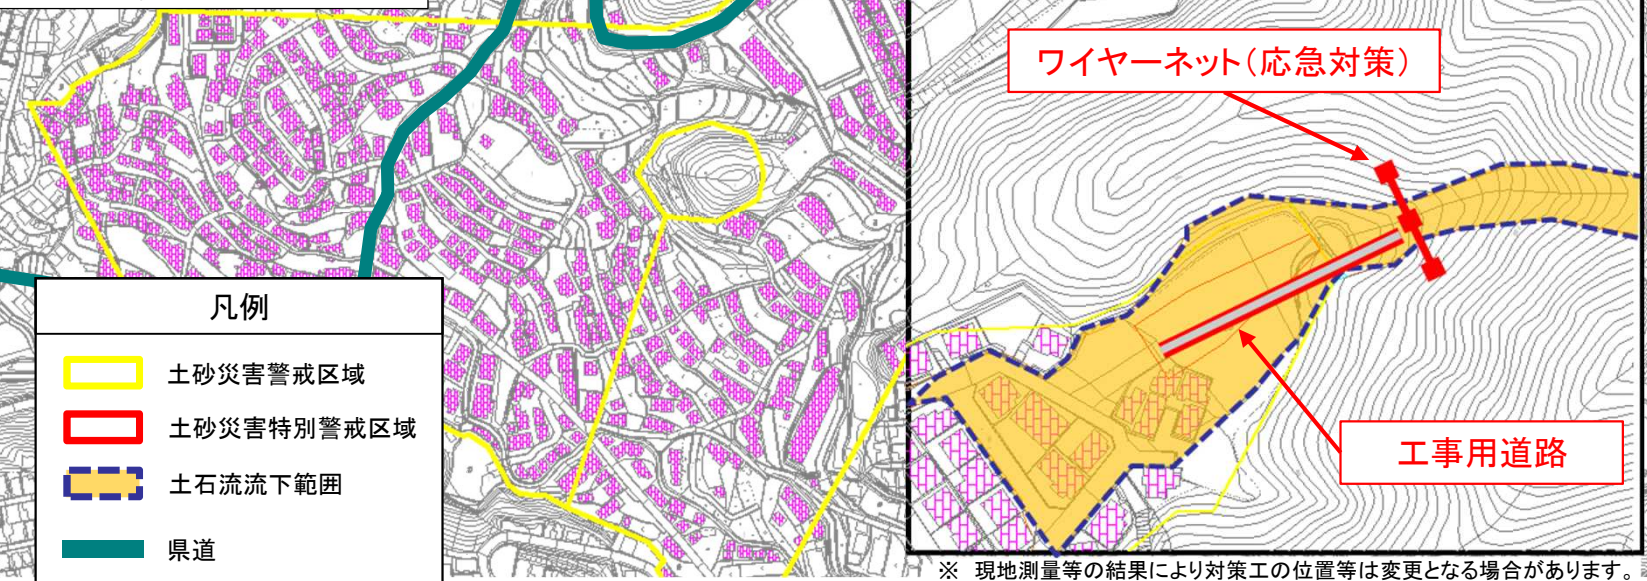 ワイヤーネット(応急対策)
凡例
土砂災害警戒区域
土砂災害特別警戒区域
土石流流下範囲
県道
工事用道路
※ 現地測量等の結果により対策工の位置等は変更となる場合があります。